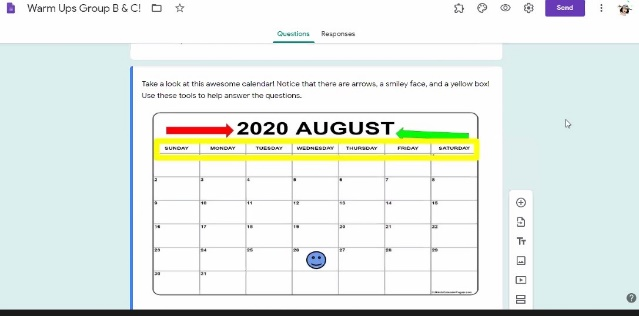 Warm Ups Group B & C!
Send
Questions Responses
Take a look at this awesome calendar! Notice that there are arrows, a smiley face, and a yellow box!
Use these tools to help answer the questions.
2020 AUGUST
SUNDAY MONDAY TUESDAY WEDNESDAY THURSDAY FRIDAY SATURDAY
2 3 4 5 6 7 8
9 10 11 12 13 14 15
16 17 18 19 20 21 22
23 24 25 26 27 28 29
30 31
Tт